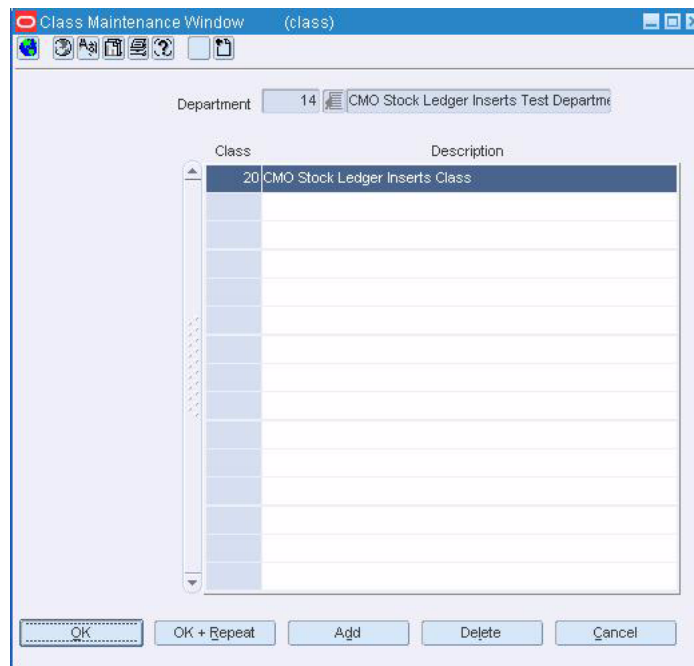 Class Maintenance Window (class)
Department 14 CMO Stock Ledger Inserts Test Departme
Class Description
20 CMO Stock Ledger Inserts Class
OK OK + Repeat Add Delete Cancel